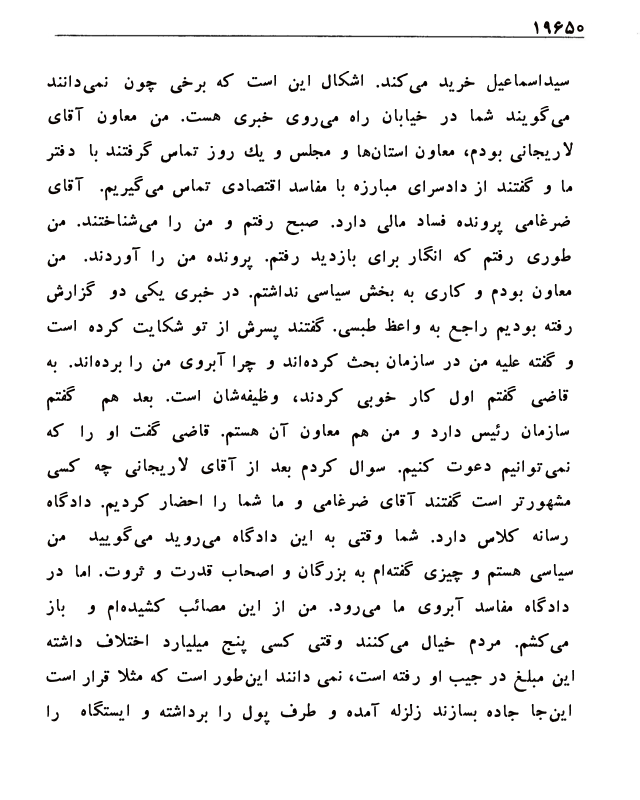 ۱۹۶۵۰
سیداسماعیل خرید می‌کند. اشکال این است که برخی چون نمی‌دانند
می‌گویند شما در خیابان راه می‌روی خبری هست. من معاون آقای
لاریجانی بودم، معاون استان‌ها و مجلس و یك روز تماس گرفتند با دفتر
ما و گفتند از دادسرای مبارزه با مفاسد اقتصادی تماس می‌گیریم. آقای
ضرغامی پرونده فساد مالی دارد. صبح رفتم و من را می‌شناختند. من
طوری رفتم که انگار برای بازدید رفتم. پرونده من را آوردند. من
معاون بودم و کاری به بخش سیاسی نداشتم. در خبری یکی دو گزارش
رفته بودیم راجع به واعظ طبسی. گفتند پسرش از تو شکایت کرده است
و گفته علیه من در سازمان بحث کرده‌اند و چرا آبروی من را برده‌اند. به
قاضی گفتم اول کار خوبی کردند، وظیفه‌شان است. بعد هم گفتم
سازمان رئیس دارد و من هم معاون آن هستم. قاضی گفت او را که
نمی‌توانیم دعوت کنیم. سوال کردم بعد از آقای لاریجانی چه کسی
مشهورتر است گفتند آقای ضرغامی و ما شما را احضار کردیم. دادگاه
رسانه کلاس دارد. شما وقتی به این دادگاه می‌روید می‌گویید من
سیاسی هستم و چیزی گفته‌ام به بزرگان و اصحاب قدرت و ثروت. اما در
دادگاه مفاسد آبروی ما می‌رود. من از این مصائب کشیده‌ام و باز
می‌کشم. مردم خیال می‌کنند وقتی کسی پنج میلیارد اختلاف داشته
این مبلغ در جیب او رفته است، نمی دانند این‌طور است که مثلا قرار است
این‌جا جاده بسازند زلزله آمده و طرف پول را برداشته و ایستگاه را